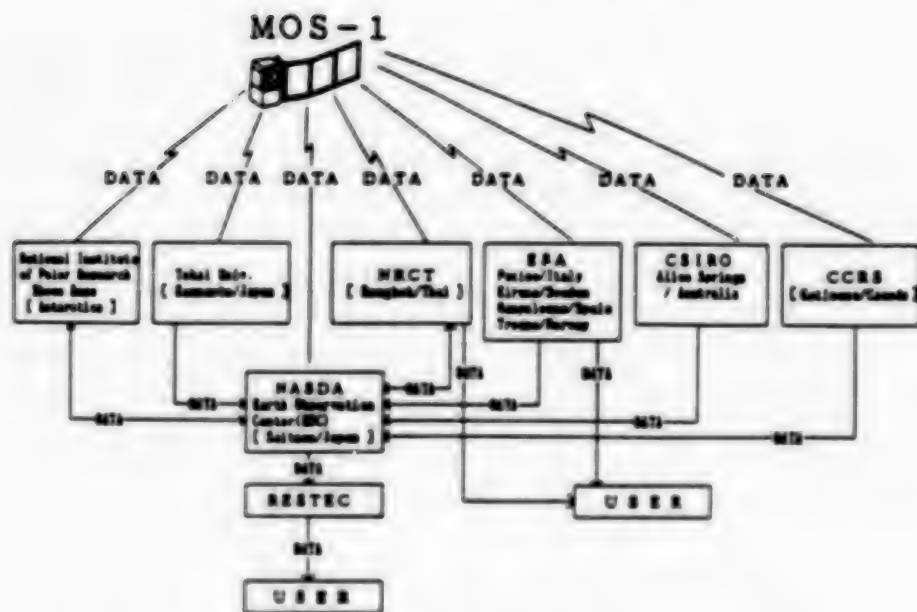 MOS-1
DATA DATA DATA DATA DATA DATA DATA
National Institute
of Polar Research
[ Antarctica ]
Tokai Univ.
[ Kumamoto/Japan ]
NRCT
[ Bangkok/Thai ]
ESA
Fucino/Italy
Kiruna/Sweden
Maspalomas/Spain
Tromso/Norway
CSIRO
Alice Springs
/ Australia
CCRS
[ Gatineau/Canada ]
DATA DATA
DATA DATA DATA DATA DATA DATA
NASDA
Earth Observation
Center(EOC)
[ Saitama/Japan ]
DATA
RESTEC
USER
DATA
USER